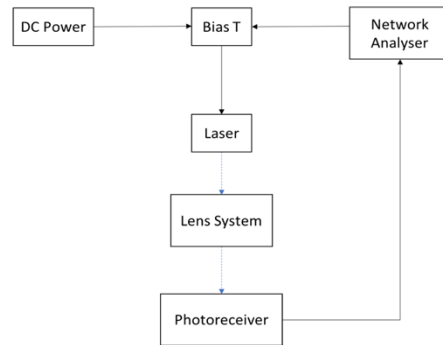 DC Power
Bias T
Network
Analyser
Laser
Lens System
Photoreceiver